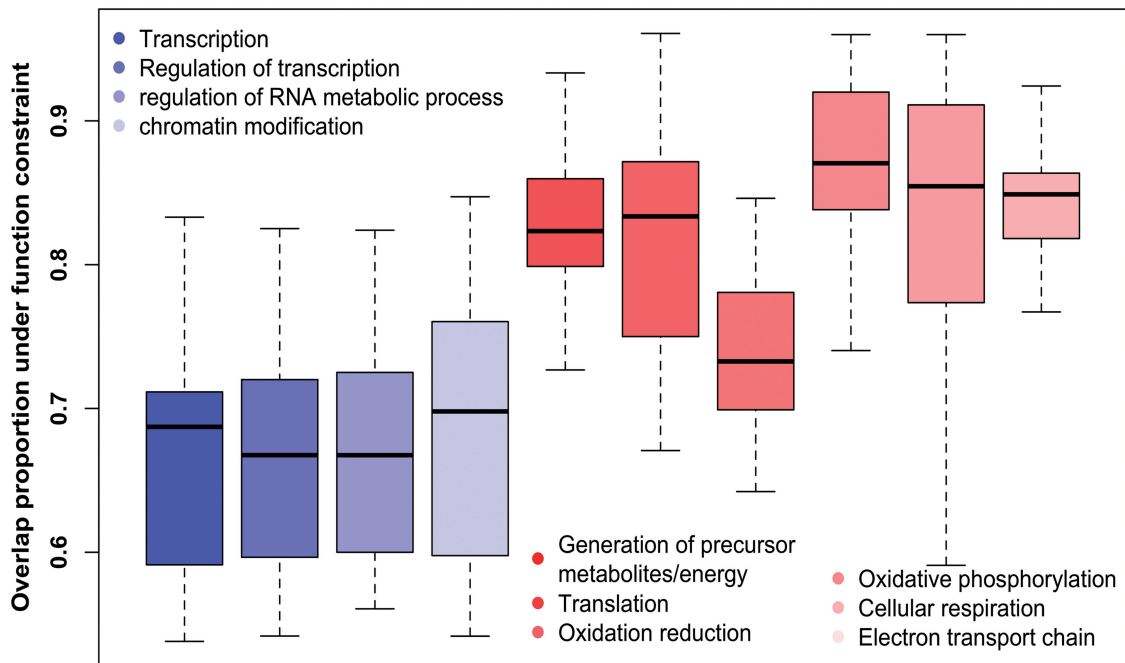 Overlap proportion under function constraint
0.9
0.8
0.7
0.6
Transcription
Regulation of transcription
regulation of RNA metabolic process
chromatin modification
Generation of precursor
metabolites/energy
Translation
Oxidation reduction
Oxidative phosphorylation
Cellular respiration
Electron transport chain